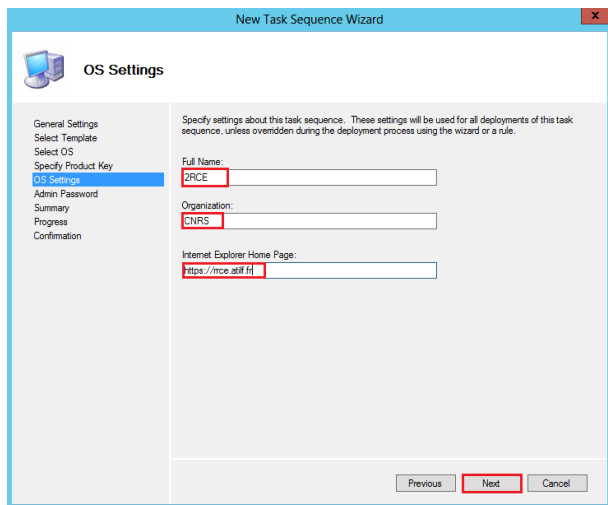 New Task Sequence Wizard
x
OS Settings
General Settings
Select Template
Select OS
Specify Product Key
OS Settings
Admin Password
Summary
Progress
Confirmation
Specify settings about this task sequence. These settings will be used for all deployments of this task
sequence, unless overridden during the deployment process using the wizard or a rule.
Full Name:
2RCE
Organization:
CNRS
Internet Explorer Home Page:
https://rrce.atilf.fr
Previous
Next
Cancel